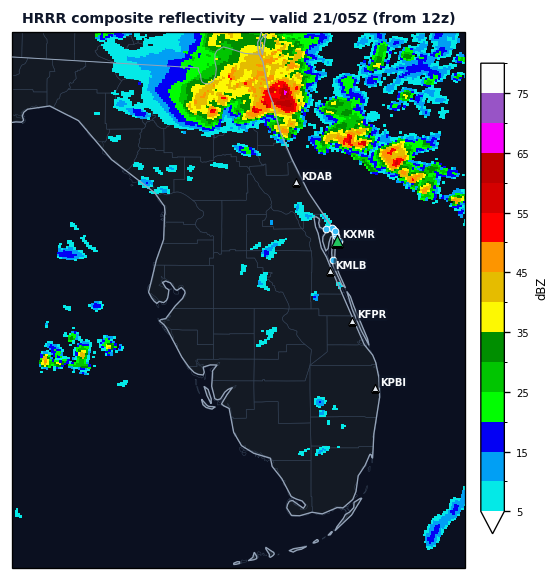 HRRR composite reflectivity — valid 21/05Z (from 12z)
75
65
55
45
35
25
15
5
dBZ
KDAB
KXMR
KMLB
KFPR
KPBI